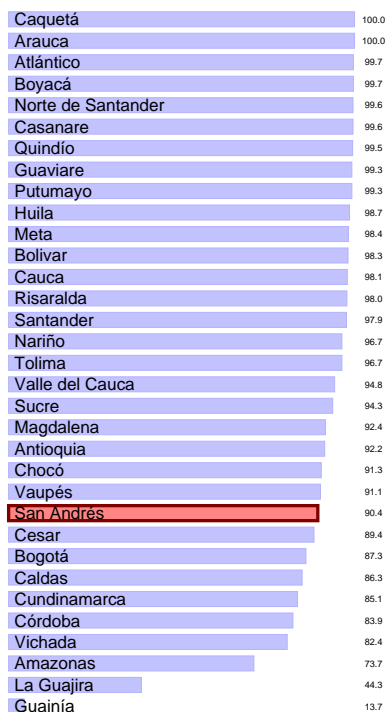 Caquetá 100.0
Arauca 100.0
Atlántico 99.7
Boyacá 99.7
Norte de Santander 99.6
Casanare 99.6
Quindío 99.5
Guaviare 99.3
Putumayo 99.3
Huila 98.7
Meta 98.4
Bolivar 98.3
Cauca 98.1
Risaralda 98.0
Santander 97.9
Nariño 96.7
Tolima 96.7
Valle del Cauca 94.8
Sucre 94.3
Magdalena 92.4
Antioquia 92.2
Chocó 91.3
Vaupés 91.1
San Andrés 90.4
Cesar 89.4
Bogotá 87.3
Caldas 86.3
Cundinamarca 85.1
Córdoba 83.9
Vichada 82.4
Amazonas 73.7
La Guajira 44.3
Guainía 13.7